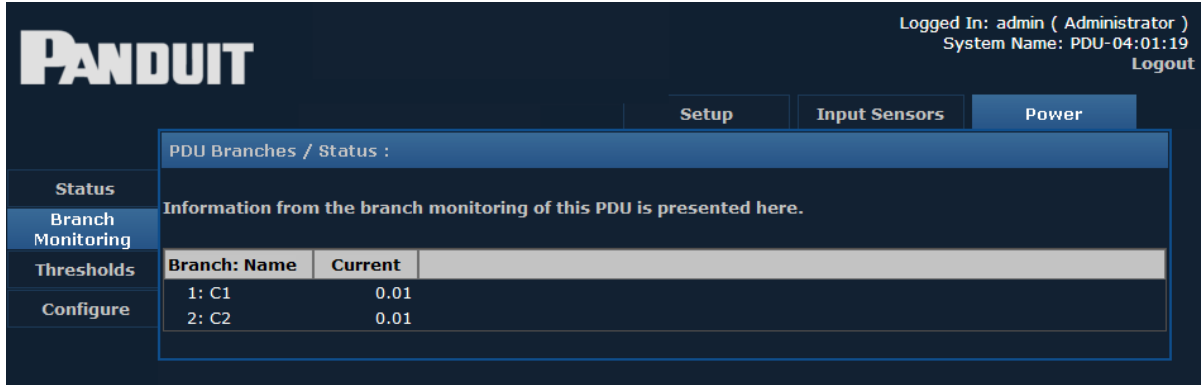 PANDUIT
Logged In: admin ( Administrator )
System Name: PDU-04:01:19
Logout
Setup Input Sensors Power
PDU Branches / Status :
Status
Branch
Monitoring
Thresholds
Configure
Information from the branch monitoring of this PDU is presented here.
Branch: Name Current
1: C1 0.01
2: C2 0.01